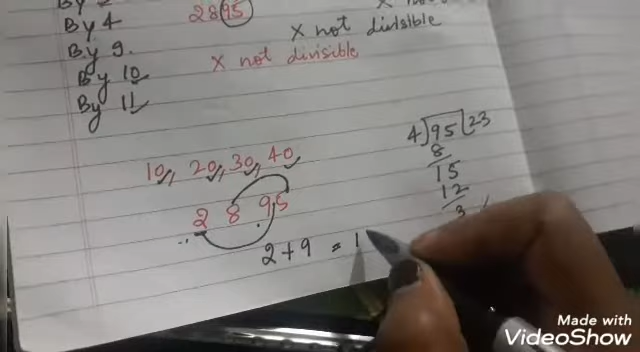 By 4
2895
X not divisible
By 9.
X not divisible
By 10
By 11
10, 20, 30, 40
4)95(23
8
15
12
3
2 8 9 5
2+9 = 1
Made with
VideoShow